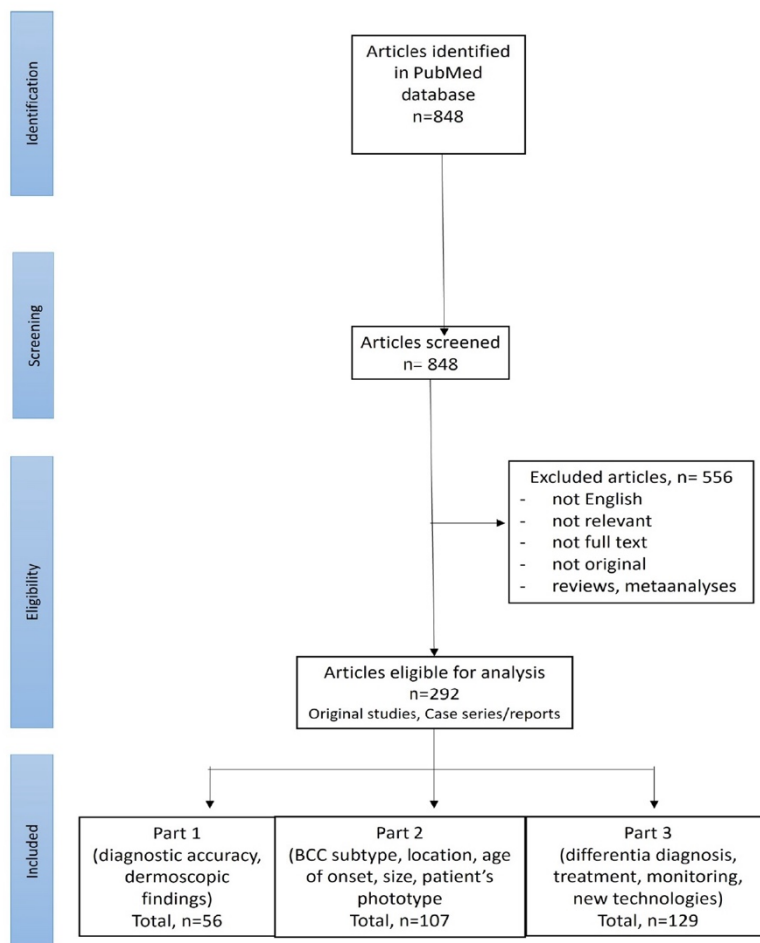 Identification
Articles identified
in PubMed
database
n=848
Screening
Articles screened
n= 848
Eligibility
Excluded articles, n= 556
- not English
- not relevant
- not full text
- not original
- reviews, metaanalyses
Articles eligible for analysis
n=292
Original studies, Case series/reports
Included
Part 1
(diagnostic accuracy,
dermoscopic
findings)
Total, n=56
Part 2
(BCC subtype, location, age
of onset, size, patient’s
phototype
Total, n=107
Part 3
(differentia diagnosis,
treatment, monitoring,
new technologies)
Total, n=129